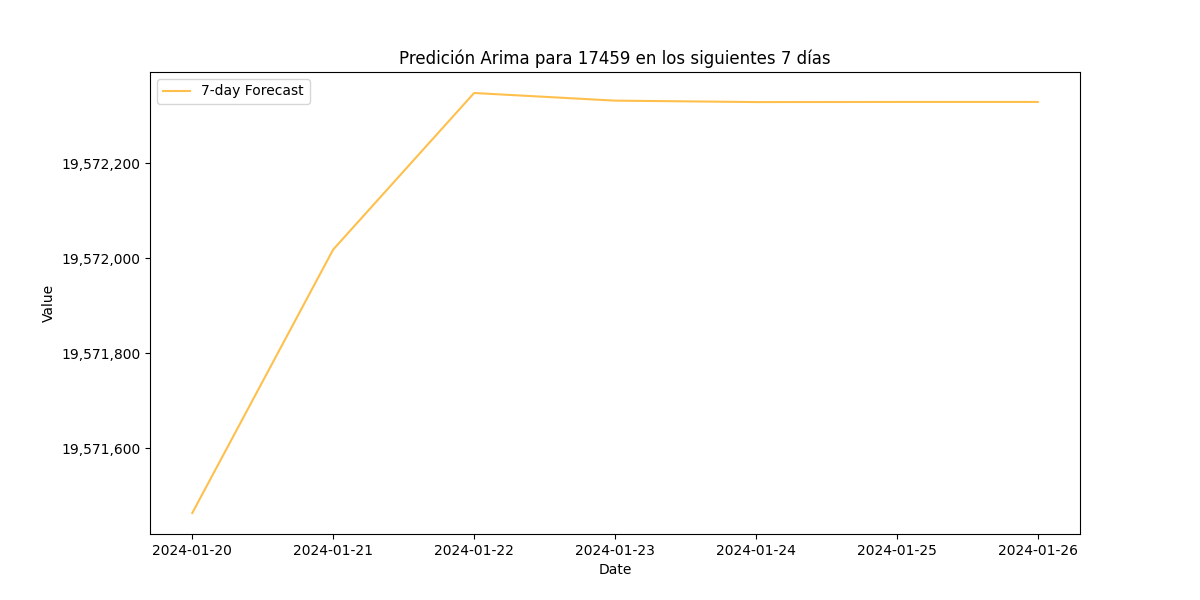 Predición Arima para 17459 en los siguientes 7 días
7-day Forecast
Value
19,572,200
19,572,000
19,571,800
19,571,600
2024-01-20 2024-01-21 2024-01-22 2024-01-23 2024-01-24 2024-01-25 2024-01-26
Date